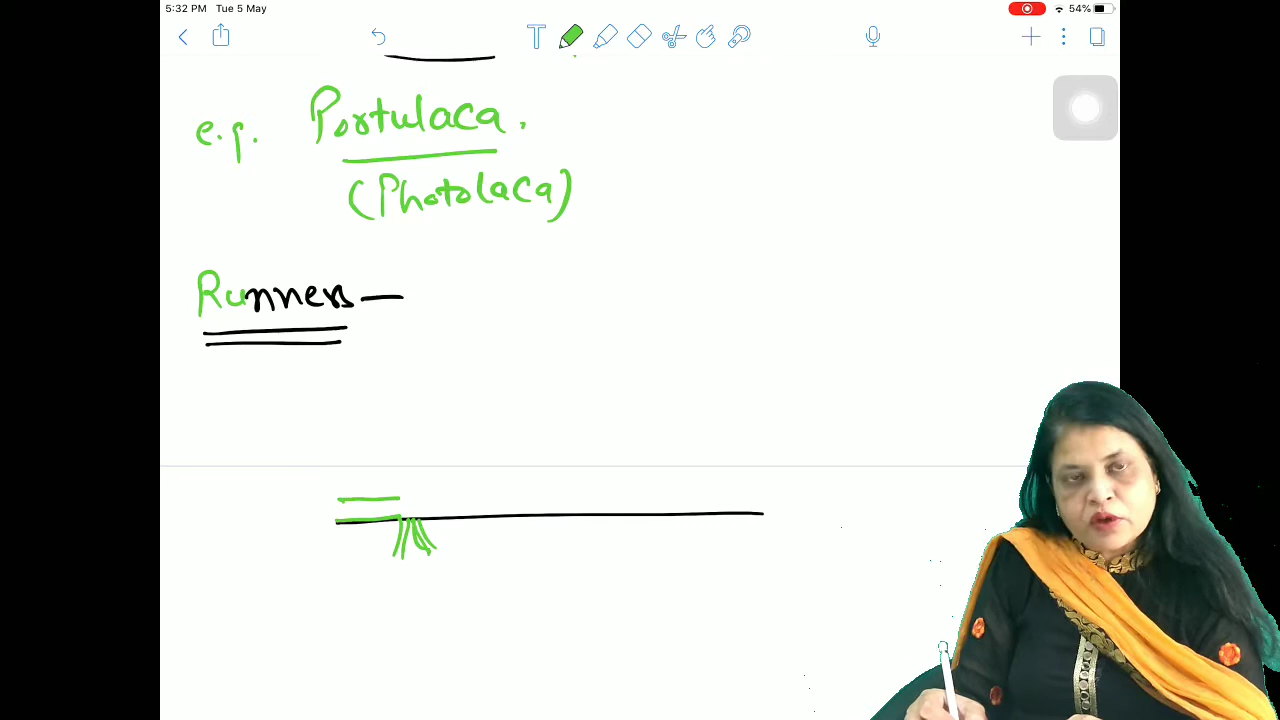 5:32 PM Tue 5 May
54%
T
e.g. Portulaca.
(Photolaca)
Runners —